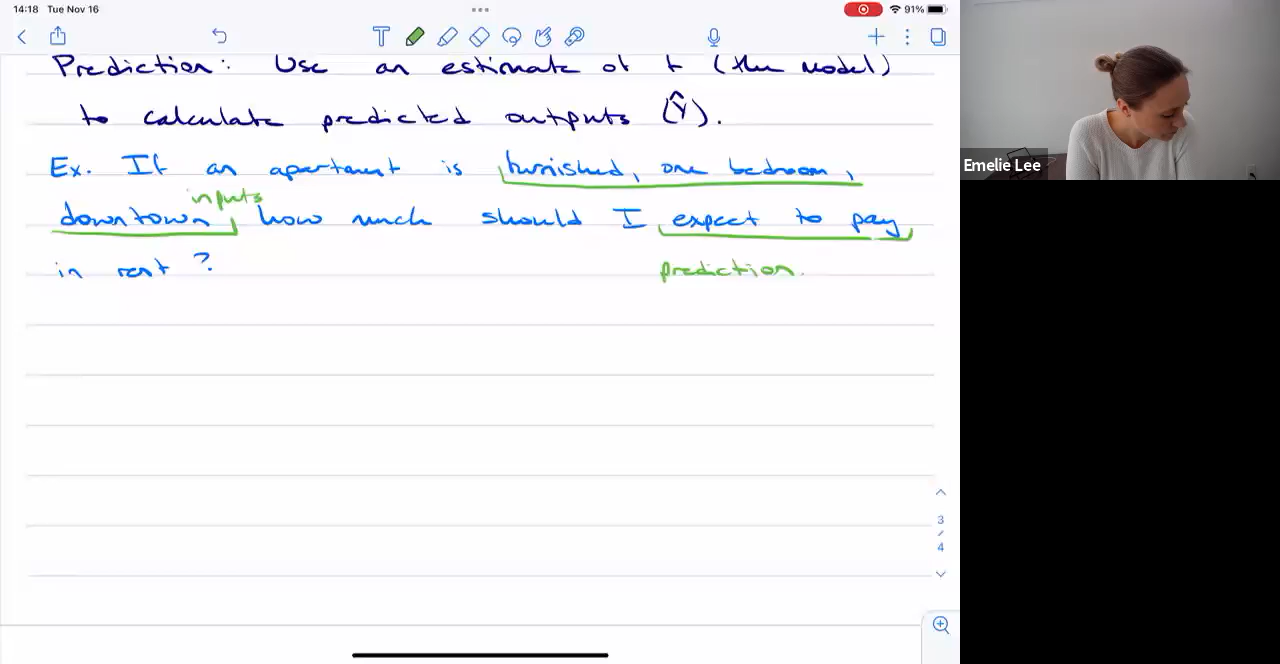 14:18 Tue Nov 16
91%
Prediction: Use an estimate of f (the model)
to calculate predicted outputs (Ŷ).
Ex. If an apartment is furnished, one bedroom,
inputs
downtown how much should I expect to pay
in rent?
prediction.
Emelie Lee
3
/
4